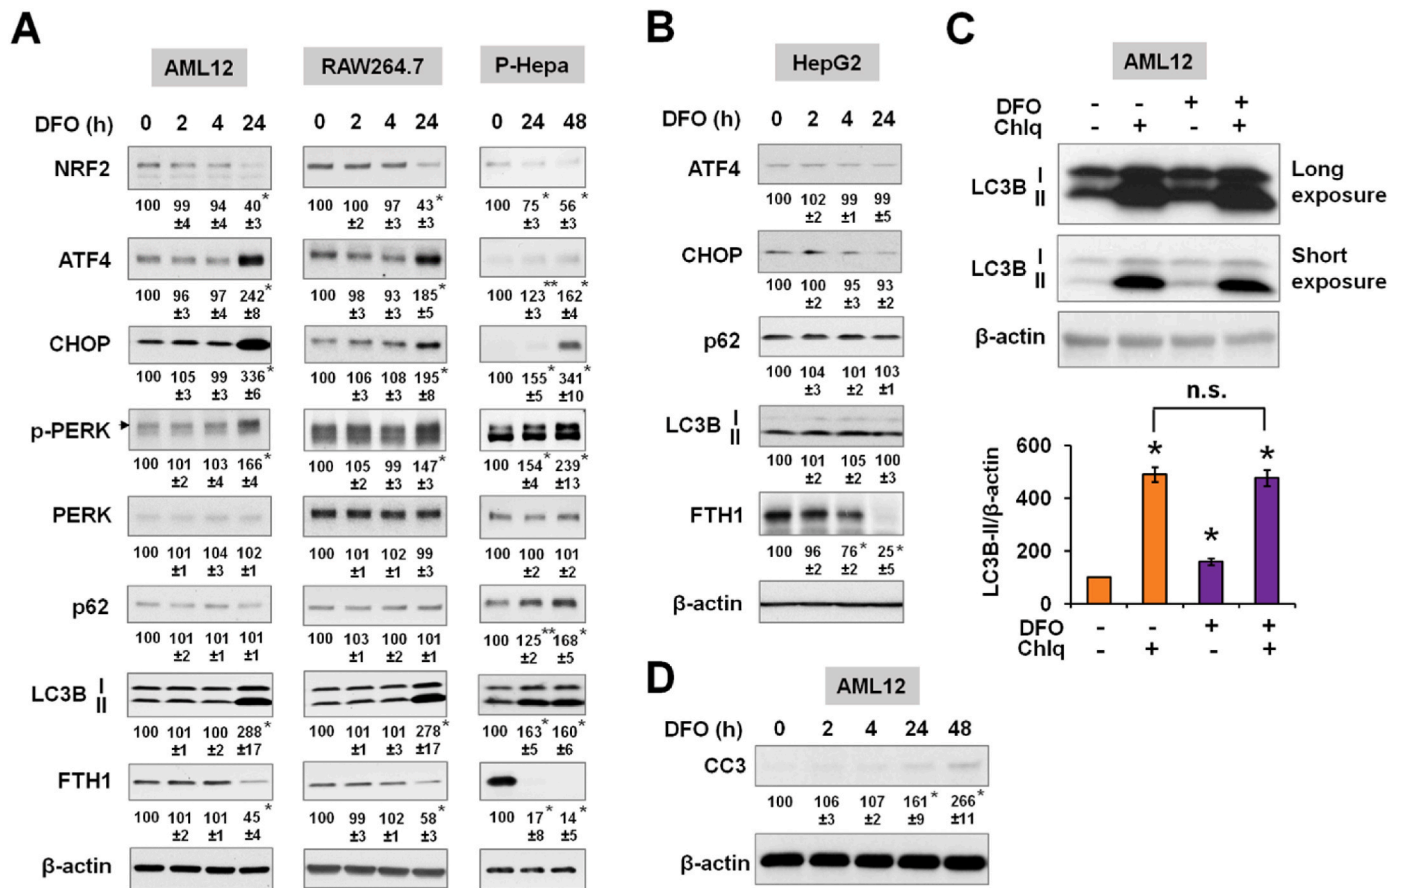 A
AML12 RAW264.7 P-Hepa
DFO (h) 0 2 4 24 0 2 4 24 0 24 48
NRF2
100 99 94 40* 100 100 97 43* 100 75* 56*
±4 ±4 ±3 ±2 ±3 ±3 ±3 ±3
ATF4
100 96 97 242* 100 98 93 185* 100 123** 162*
±3 ±4 ±8 ±3 ±3 ±5 ±3 ±4
CHOP
100 105 99 336* 100 106 108 195* 100 155* 341*
±3 ±3 ±6 ±3 ±3 ±8 ±5 ±10
p-PERK
100 101 103 166* 100 105 99 147* 100 154* 239*
±2 ±4 ±4 ±2 ±3 ±3 ±4 ±13
PERK
100 101 104 102 100 101 102 99 100 100 101
±1 ±3 ±1 ±1 ±1 ±3 ±2 ±2
p62
100 101 101 101 100 103 100 101 100 125** 168*
±2 ±1 ±1 ±1 ±2 ±1 ±2 ±5
LC3B I
II
100 101 100 288* 100 101 101 278* 100 163* 160*
±1 ±2 ±17 ±1 ±3 ±17 ±5 ±6
FTH1
100 101 101 45* 100 99 102 58* 100 17* 14*
±2 ±1 ±4 ±3 ±1 ±3 ±8 ±5
β-actin
B
HepG2
DFO (h) 0 2 4 24
ATF4
100 102 99 99
±2 ±1 ±5
CHOP
100 100 95 93
±2 ±3 ±2
p62
100 104 101 103
±3 ±2 ±1
LC3B I
II
100 101 105 100
±2 ±2 ±3
FTH1
100 96 76* 25*
±2 ±2 ±5
β-actin
C
AML12
DFO - - + +
Chlq - + - +
LC3B I
II
Long
exposure
LC3B I
II
Short
exposure
β-actin
n.s.
LC3B-II/β-actin
600
400
200
0
* * *
DFO - - + +
Chlq - + - +
D
AML12
DFO (h) 0 2 4 24 48
CC3
100 106 107 161* 266*
±3 ±2 ±9 ±11
β-actin